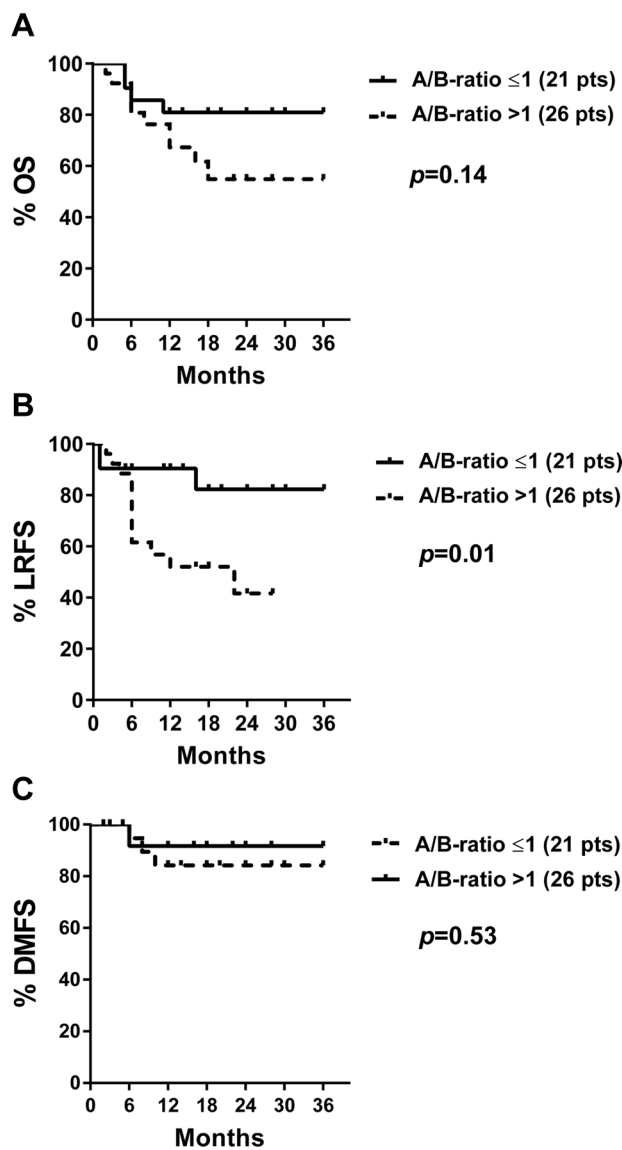 A
100
80
60
40
20
0
% OS
0 6 12 18 24 30 36
Months
A/B-ratio ≤1 (21 pts)
A/B-ratio >1 (26 pts)
p=0.14
B
100
80
60
40
20
0
% LRFS
0 6 12 18 24 30 36
Months
A/B-ratio ≤1 (21 pts)
A/B-ratio >1 (26 pts)
p=0.01
C
100
80
60
40
20
0
% DMFS
0 6 12 18 24 30 36
Months
A/B-ratio ≤1 (21 pts)
A/B-ratio >1 (26 pts)
p=0.53